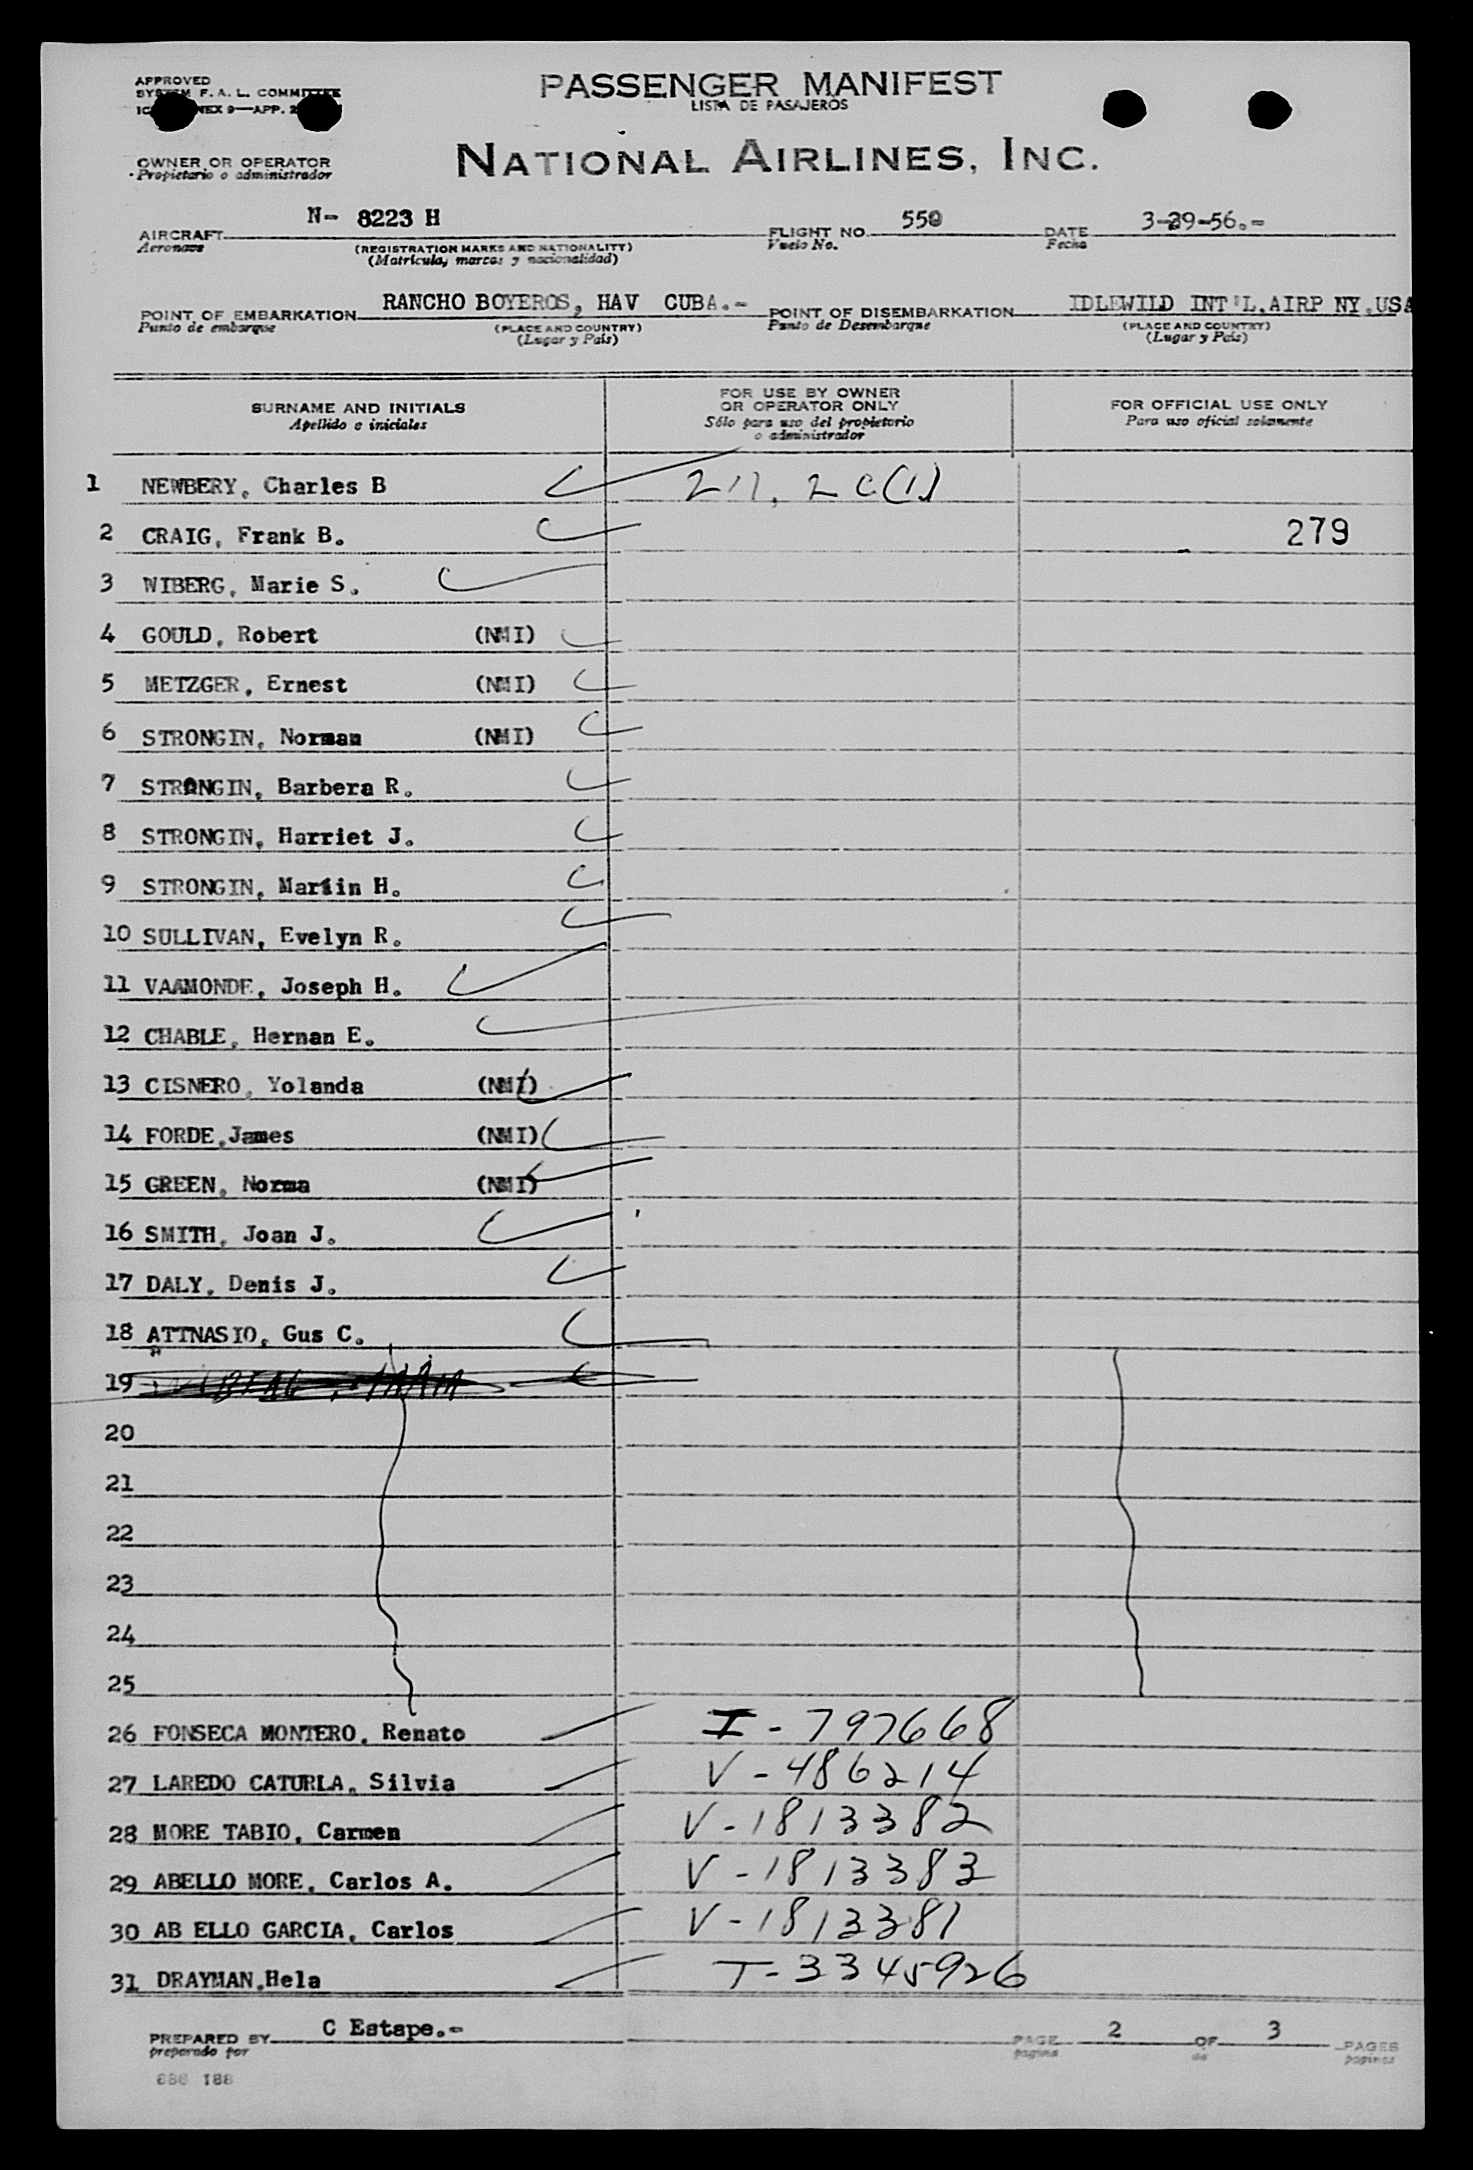 APPROVED
PASSENGER MANIFEST
SYSTEM F. A. L. COMMITTEE
LISTA DE PASAJEROS
NATIONAL AIRLINES, INC.
OWNER OR OPERATOR
Propietario o administrador
N- 8223 H
550
3-29-56.-
AIRCRAFT
FLIGHT NO.
DATE
Aeronave
(REGISTRATION MARKS AND NATIONALITY)
Vuelo No.
Fecha
(Matricula, marcas y nacionalidad)
RANCHO BOYEROS, HAV CUBA.-
IDLEWILD INT'L.AIRP NY.USA
POINT OF EMBARKATION
POINT OF DISEMBARKATION
Punto de embarque
(PLACE AND COUNTRY)
Punto de Desembarque
(PLACE AND COUNTRY)
(Lugar y País)
(Lugar y País)
SURNAME AND INITIALS
Apellido e iniciales
FOR USE BY OWNER
OR OPERATOR ONLY
Sólo para uso del propietario
o administrador
FOR OFFICIAL USE ONLY
Para uso oficial solamente
1 NEWBERY, Charles B
2 CRAIG, Frank B. 279
3 WIBERG, Marie S.
4 GOULD, Robert (NMI)
5 METZGER, Ernest (NMI)
6 STRONGIN, Norman (NMI)
7 STRONGIN, Barbera R.
8 STRONGIN, Harriet J.
9 STRONGIN, Martin H.
10 SULLIVAN, Evelyn R.
11 VAAMONDE, Joseph H.
12 CHABLE, Hernan E.
13 CISNERO, Yolanda (NMI)
14 FORDE,James (NMI)
15 GREEN, Norma (NMI)
16 SMITH, Joan J.
17 DALY, Denis J.
18 ATTNASIO, Gus C.
19
20
21
22
23
24
25
26 FONSECA MONTERO, Renato I-797668
27 LAREDO CATURLA, Silvia V-486214
28 MORE TABIO, Carmen V-1813382
29 ABELLO MORE, Carlos A. V-1813383
30 AB ELLO GARCIA, Carlos V-1813381
31 DRAYMAN,Hela T-3345926
PREPARED BY C Estape.-
PAGE 2 OF 3 PAGES
preparado por
pagina
de
paginas